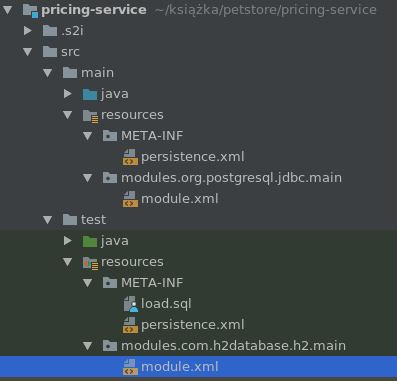 pricing-service ~/książka/petstore/pricing-service
.s2i
src
main
java
resources
META-INF
persistence.xml
modules.org.postgresql.jdbc.main
module.xml
test
java
resources
META-INF
load.sql
persistence.xml
modules.com.h2database.h2.main
module.xml